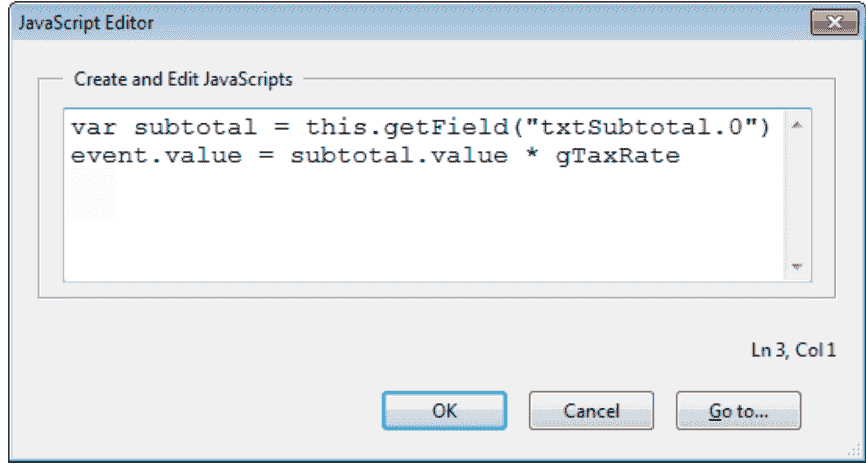 JavaScript Editor
Create and Edit JavaScripts
var subtotal = this.getField("txtSubtotal.0")
event.value = subtotal.value * gTaxRate
Ln 3, Col 1
OK
Cancel
Go to...